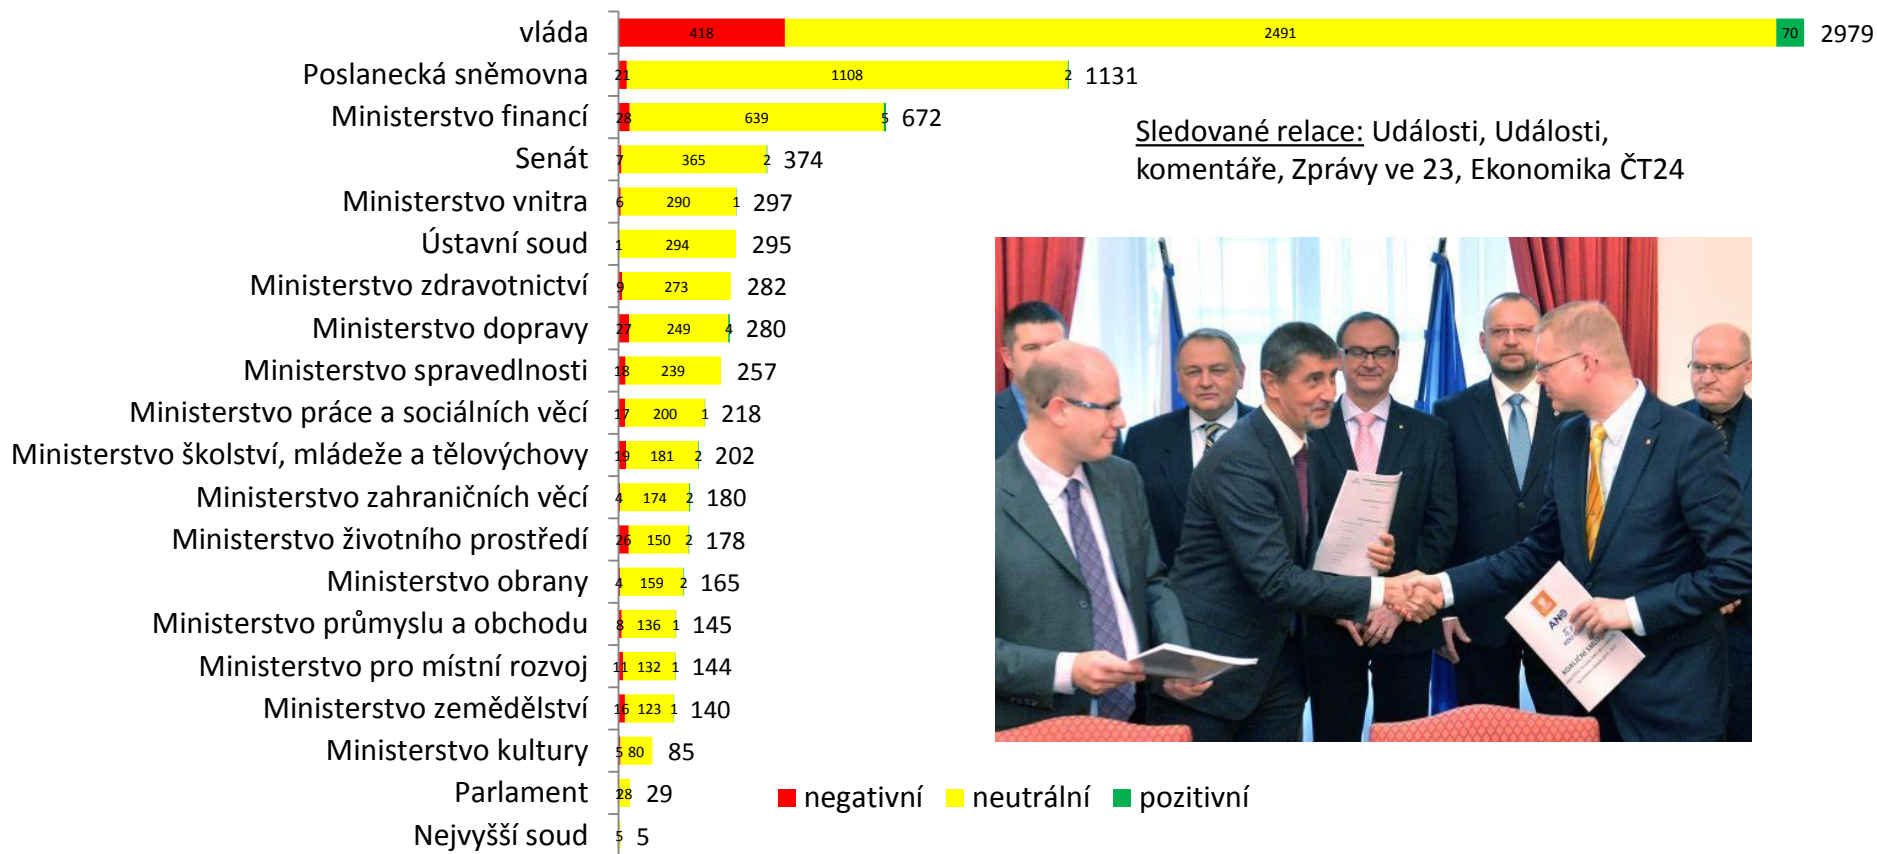 vláda 418 2491 70 2979
Poslanecká sněmovna 21 1108 2 1131
Ministerstvo financí 28 639 5 672
Sledované relace: Události, Události,
komentáře, Zprávy ve 23, Ekonomika ČT24
Senát 7 365 2 374
Ministerstvo vnitra 6 290 1 297
Ústavní soud 1 294 295
Ministerstvo zdravotnictví 9 273 282
Ministerstvo dopravy 27 249 4 280
Ministerstvo spravedlnosti 18 239 257
Ministerstvo práce a sociálních věcí 17 200 1 218
Ministerstvo školství, mládeže a tělovýchovy 19 181 2 202
Ministerstvo zahraničních věcí 4 174 2 180
Ministerstvo životního prostředí 26 150 2 178
Ministerstvo obrany 4 159 2 165
Ministerstvo průmyslu a obchodu 8 136 1 145
Ministerstvo pro místní rozvoj 11 132 1 144
Ministerstvo zemědělství 16 123 1 140
Ministerstvo kultury 5 80 85
Parlament 1 28 29
Nejvyšší soud 5 5
negativní neutrální pozitivní
ANO
KOALIČNÍ